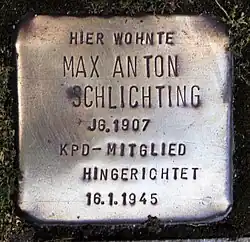 HIER WOHNTE
MAX ANTON
SCHLICHTING
JG.1907
KPD-MITGLIED
HINGERICHTET
16.1.1945